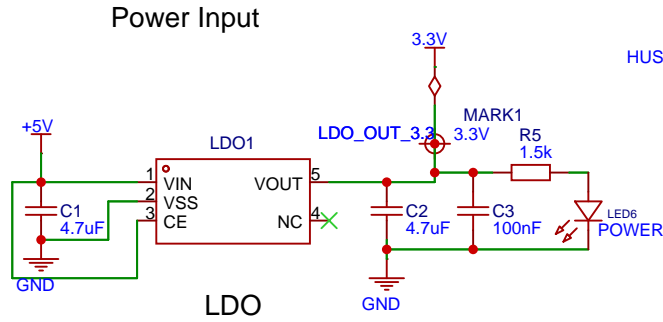 Power Input
3.3V
HUS
+5V
LDO1
LDO_OUT_3.3
MARK1
3.3V
R5
1.5k
1
VIN
VOUT
5
2
VSS
3
CE
NC
4
C1
4.7uF
C2
4.7uF
C3
100nF
LED6
POWER
GND
GND
LDO